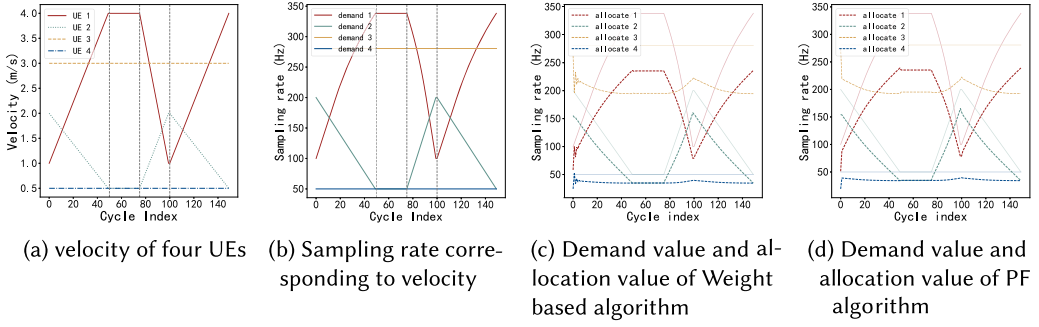 4.0
3.5
3.0
2.5
2.0
1.5
1.0
0.5
Velocity (m/s)
UE 1
UE 2
UE 3
UE 4
0 20 40 60 80 100 120 140
Cycle Index
(a) velocity of four UEs
350
300
250
200
150
100
50
Sampling rate (Hz)
demand 1
demand 2
demand 3
demand 4
0 20 40 60 80 100 120 140
Cycle Index
(b) Sampling rate corre-
sponding to velocity
350
300
250
200
150
100
50
Sampling rate (Hz)
allocate 1
allocate 2
allocate 3
allocate 4
0 20 40 60 80 100 120 140
Cycle index
(c) Demand value and al-
location value of Weight
based algorithm
350
300
250
200
150
100
50
Sampling rate (Hz)
allocate 1
allocate 2
allocate 3
allocate 4
0 20 40 60 80 100 120 140
Cycle index
(d) Demand value and
allocation value of PF
algorithm